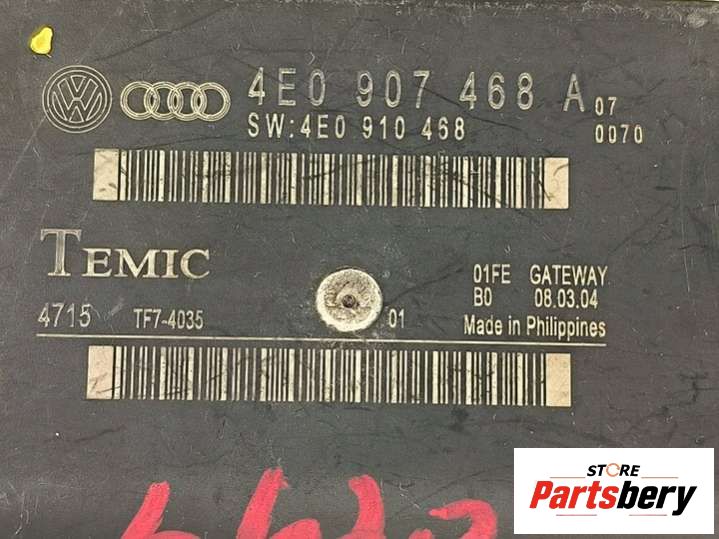 4E0 907 468 A 07
SW:4E0 910 468 0070
TEMIC
01FE GATEWAY
B0 08.03.04
4715 TF7-4035 01 Made in Philippines
STORE
Partsbery